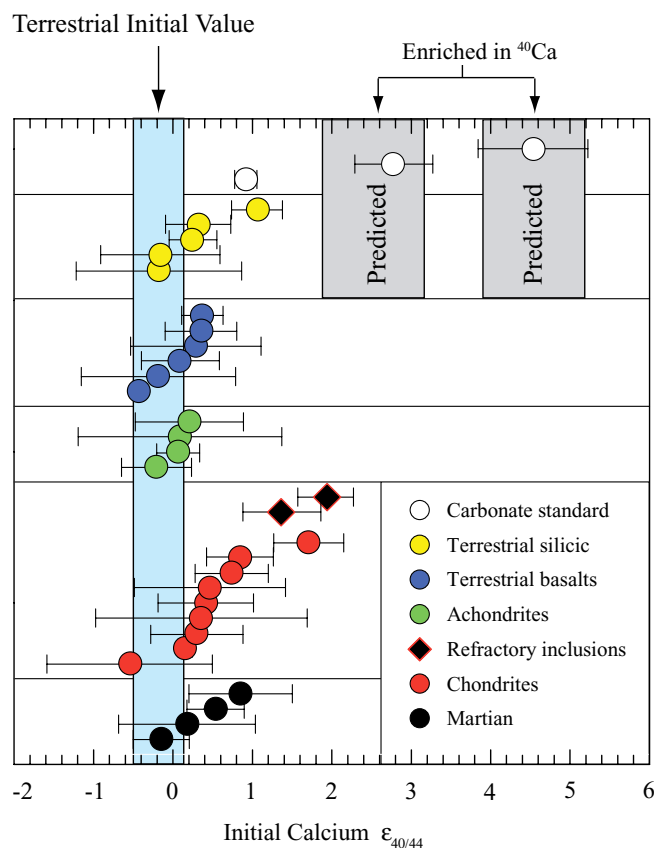 Terrestrial Initial Value
Enriched in ⁴⁰Ca
Predicted
Predicted
Carbonate standard
Terrestrial silicic
Terrestrial basalts
Achondrites
Refractory inclusions
Chondrites
Martian
-2 -1 0 1 2 3 4 5 6
Initial Calcium ε40/44